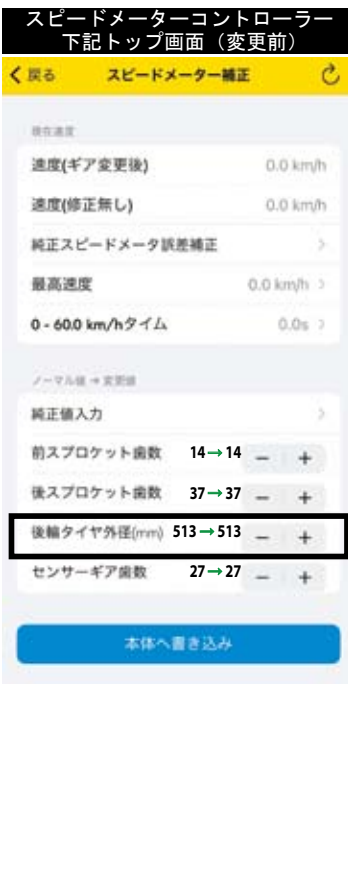 スピードメーターコントローラー
下記トップ画面（変更前）
戻る スピードメーター補正
現在速度
速度(ギア変更後) 0.0 km/h
速度(修正無し) 0.0 km/h
純正スピードメータ誤差補正
最高速度 0.0 km/h
0 - 60.0 km/hタイム 0.0s
ノーマル値 → 変更値
純正値入力
前スプロケット歯数 14→14 − +
後スプロケット歯数 37→37 − +
後輪タイヤ外径(mm) 513→513 − +
センサーギア歯数 27→27 − +
本体へ書き込み